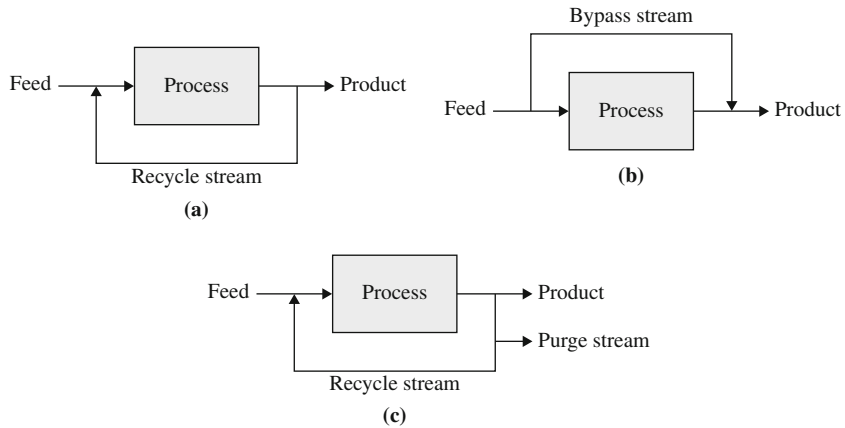 Feed
Process
Product
Recycle stream
(a)
Bypass stream
Feed
Process
Product
(b)
Feed
Process
Product
Purge stream
Recycle stream
(c)